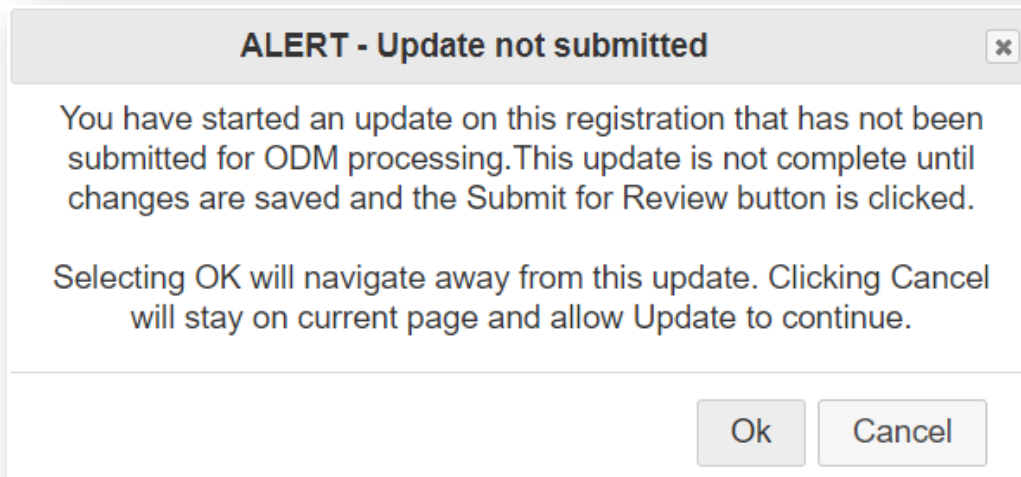 ALERT - Update not submitted
You have started an update on this registration that has not been
submitted for ODM processing.This update is not complete until
changes are saved and the Submit for Review button is clicked.
Selecting OK will navigate away from this update. Clicking Cancel
will stay on current page and allow Update to continue.
Ok
Cancel